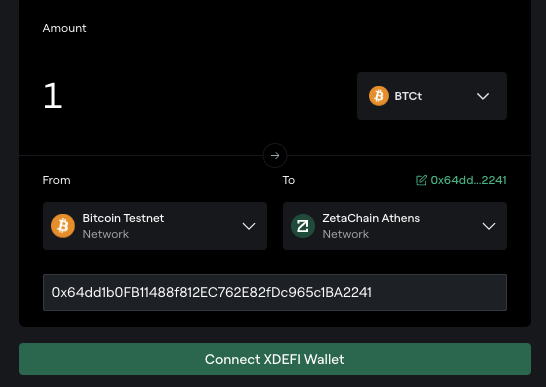 Amount
1
BTCt
From
To
0x64dd...2241
Bitcoin Testnet
Network
ZetaChain Athens
Network
0x64dd1b0FB11488f812EC762E82fDc965c1BA2241
Connect XDEFI Wallet